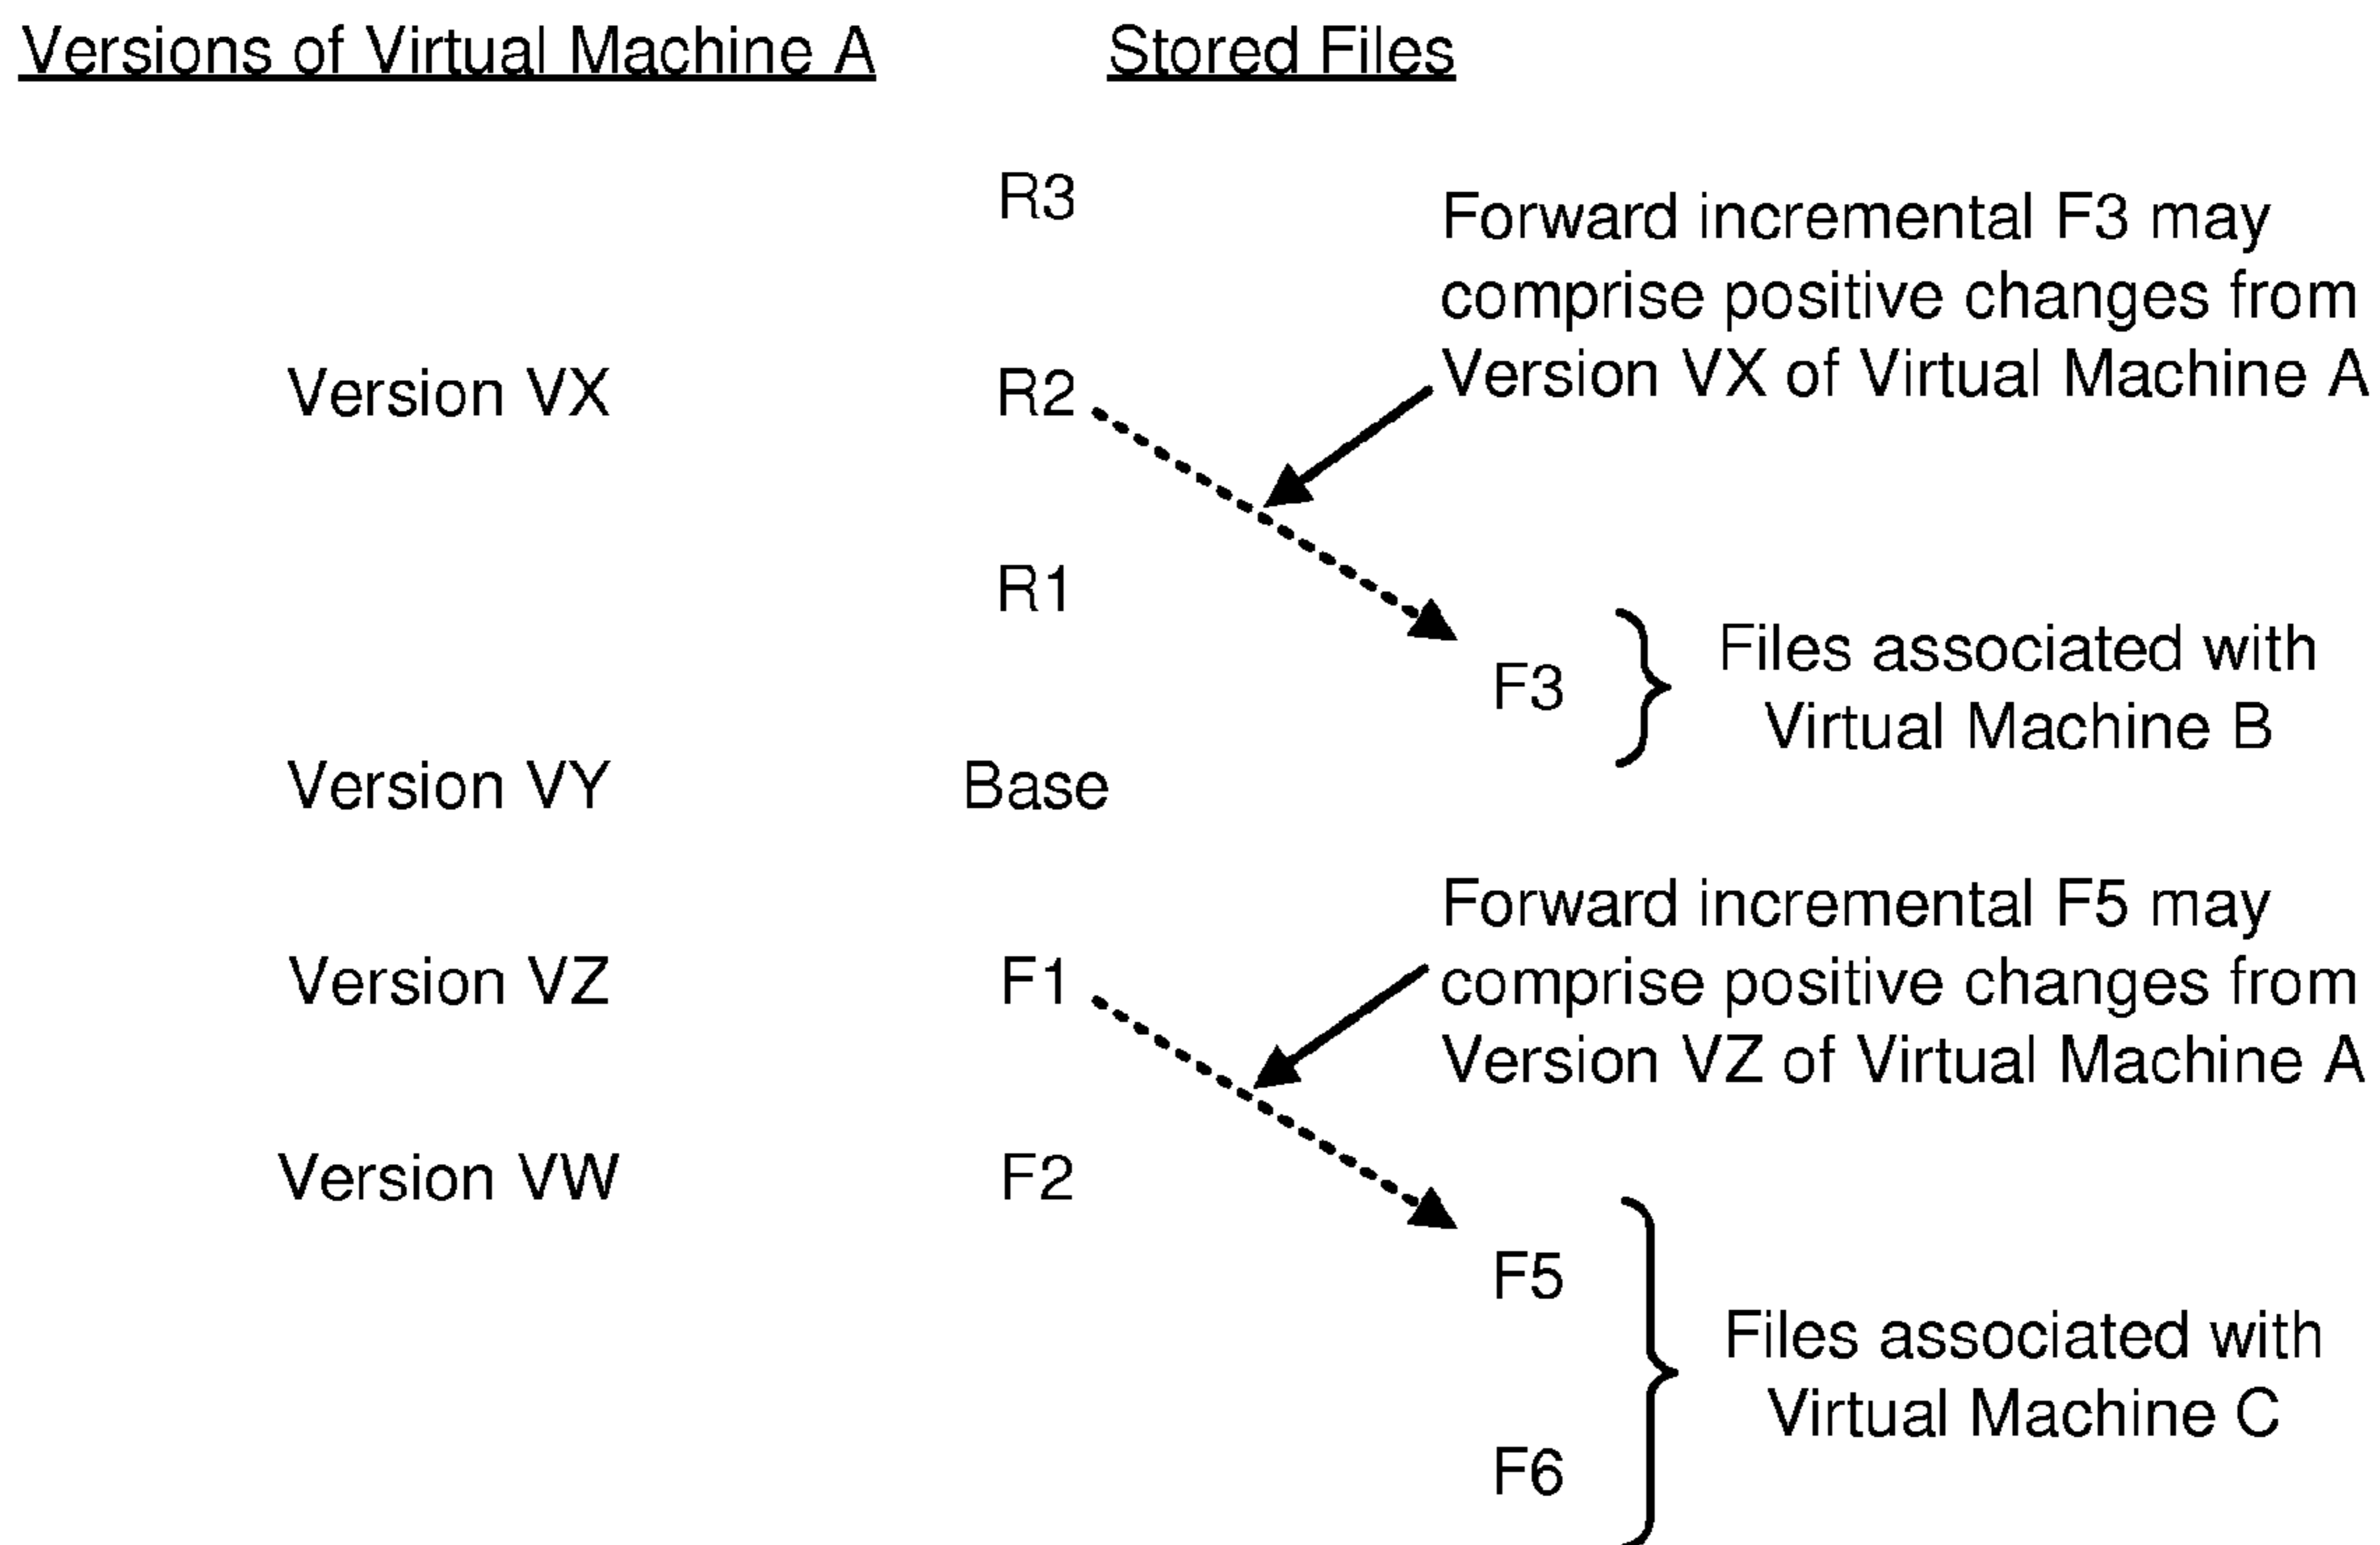 Versions of Virtual Machine A
Stored Files
R3
Forward incremental F3 may
comprise positive changes from
Version VX of Virtual Machine A
Version VX
R2
R1
F3
Files associated with
Virtual Machine B
Version VY
Base
Forward incremental F5 may
comprise positive changes from
Version VZ of Virtual Machine A
Version VZ
F1
Version VW
F2
F5
Files associated with
Virtual Machine C
F6